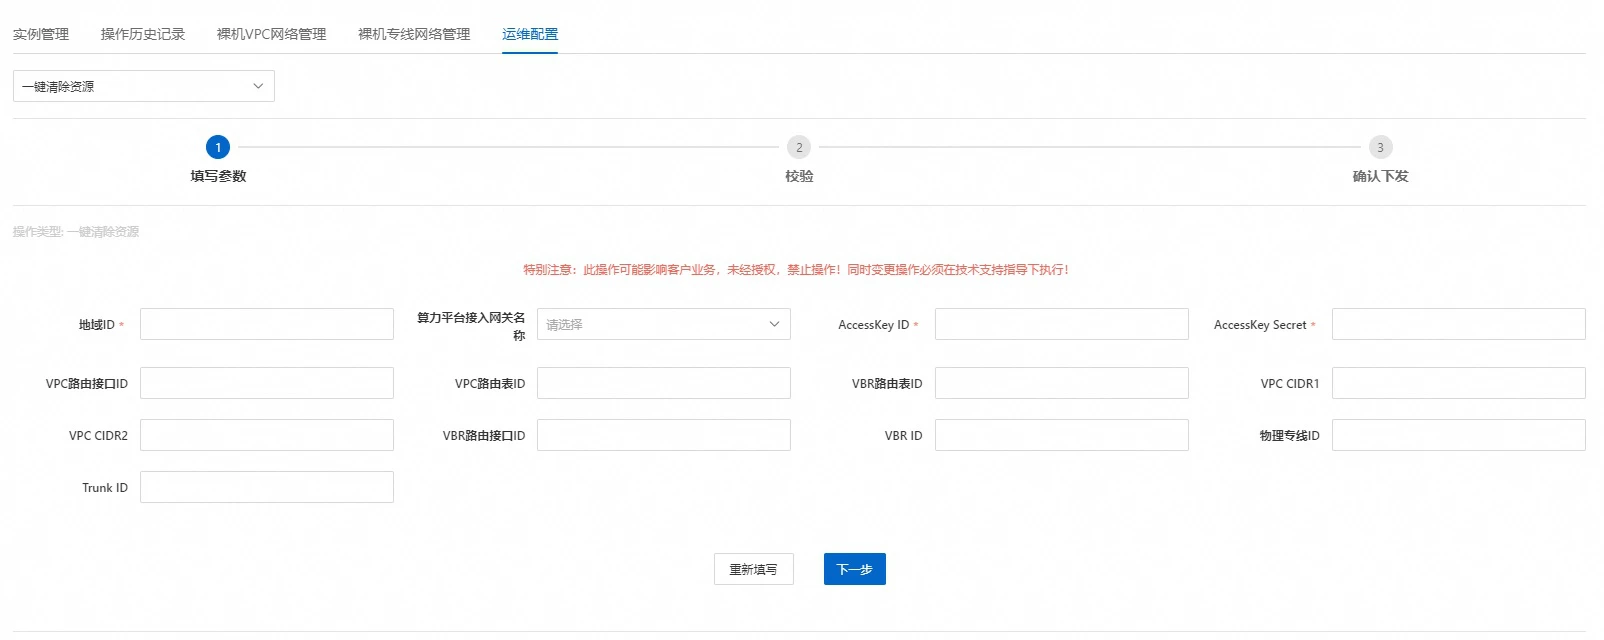 实例管理 操作历史记录 裸机VPC网络管理 裸机专线网络管理 运维配置
一键清除资源
1 2 3
填写参数 校验 确认下发
操作类型: 一键清除资源
特别注意：此操作可能影响客户业务，未经授权，禁止操作！同时变更操作必须在技术支持指导下执行！
地域ID * 算力平台接入网关名称 请选择 AccessKey ID * AccessKey Secret *
VPC路由接口ID VPC路由表ID VBR路由表ID VPC CIDR1
VPC CIDR2 VBR路由接口ID VBR ID 物理专线ID
Trunk ID
重新填写 下一步